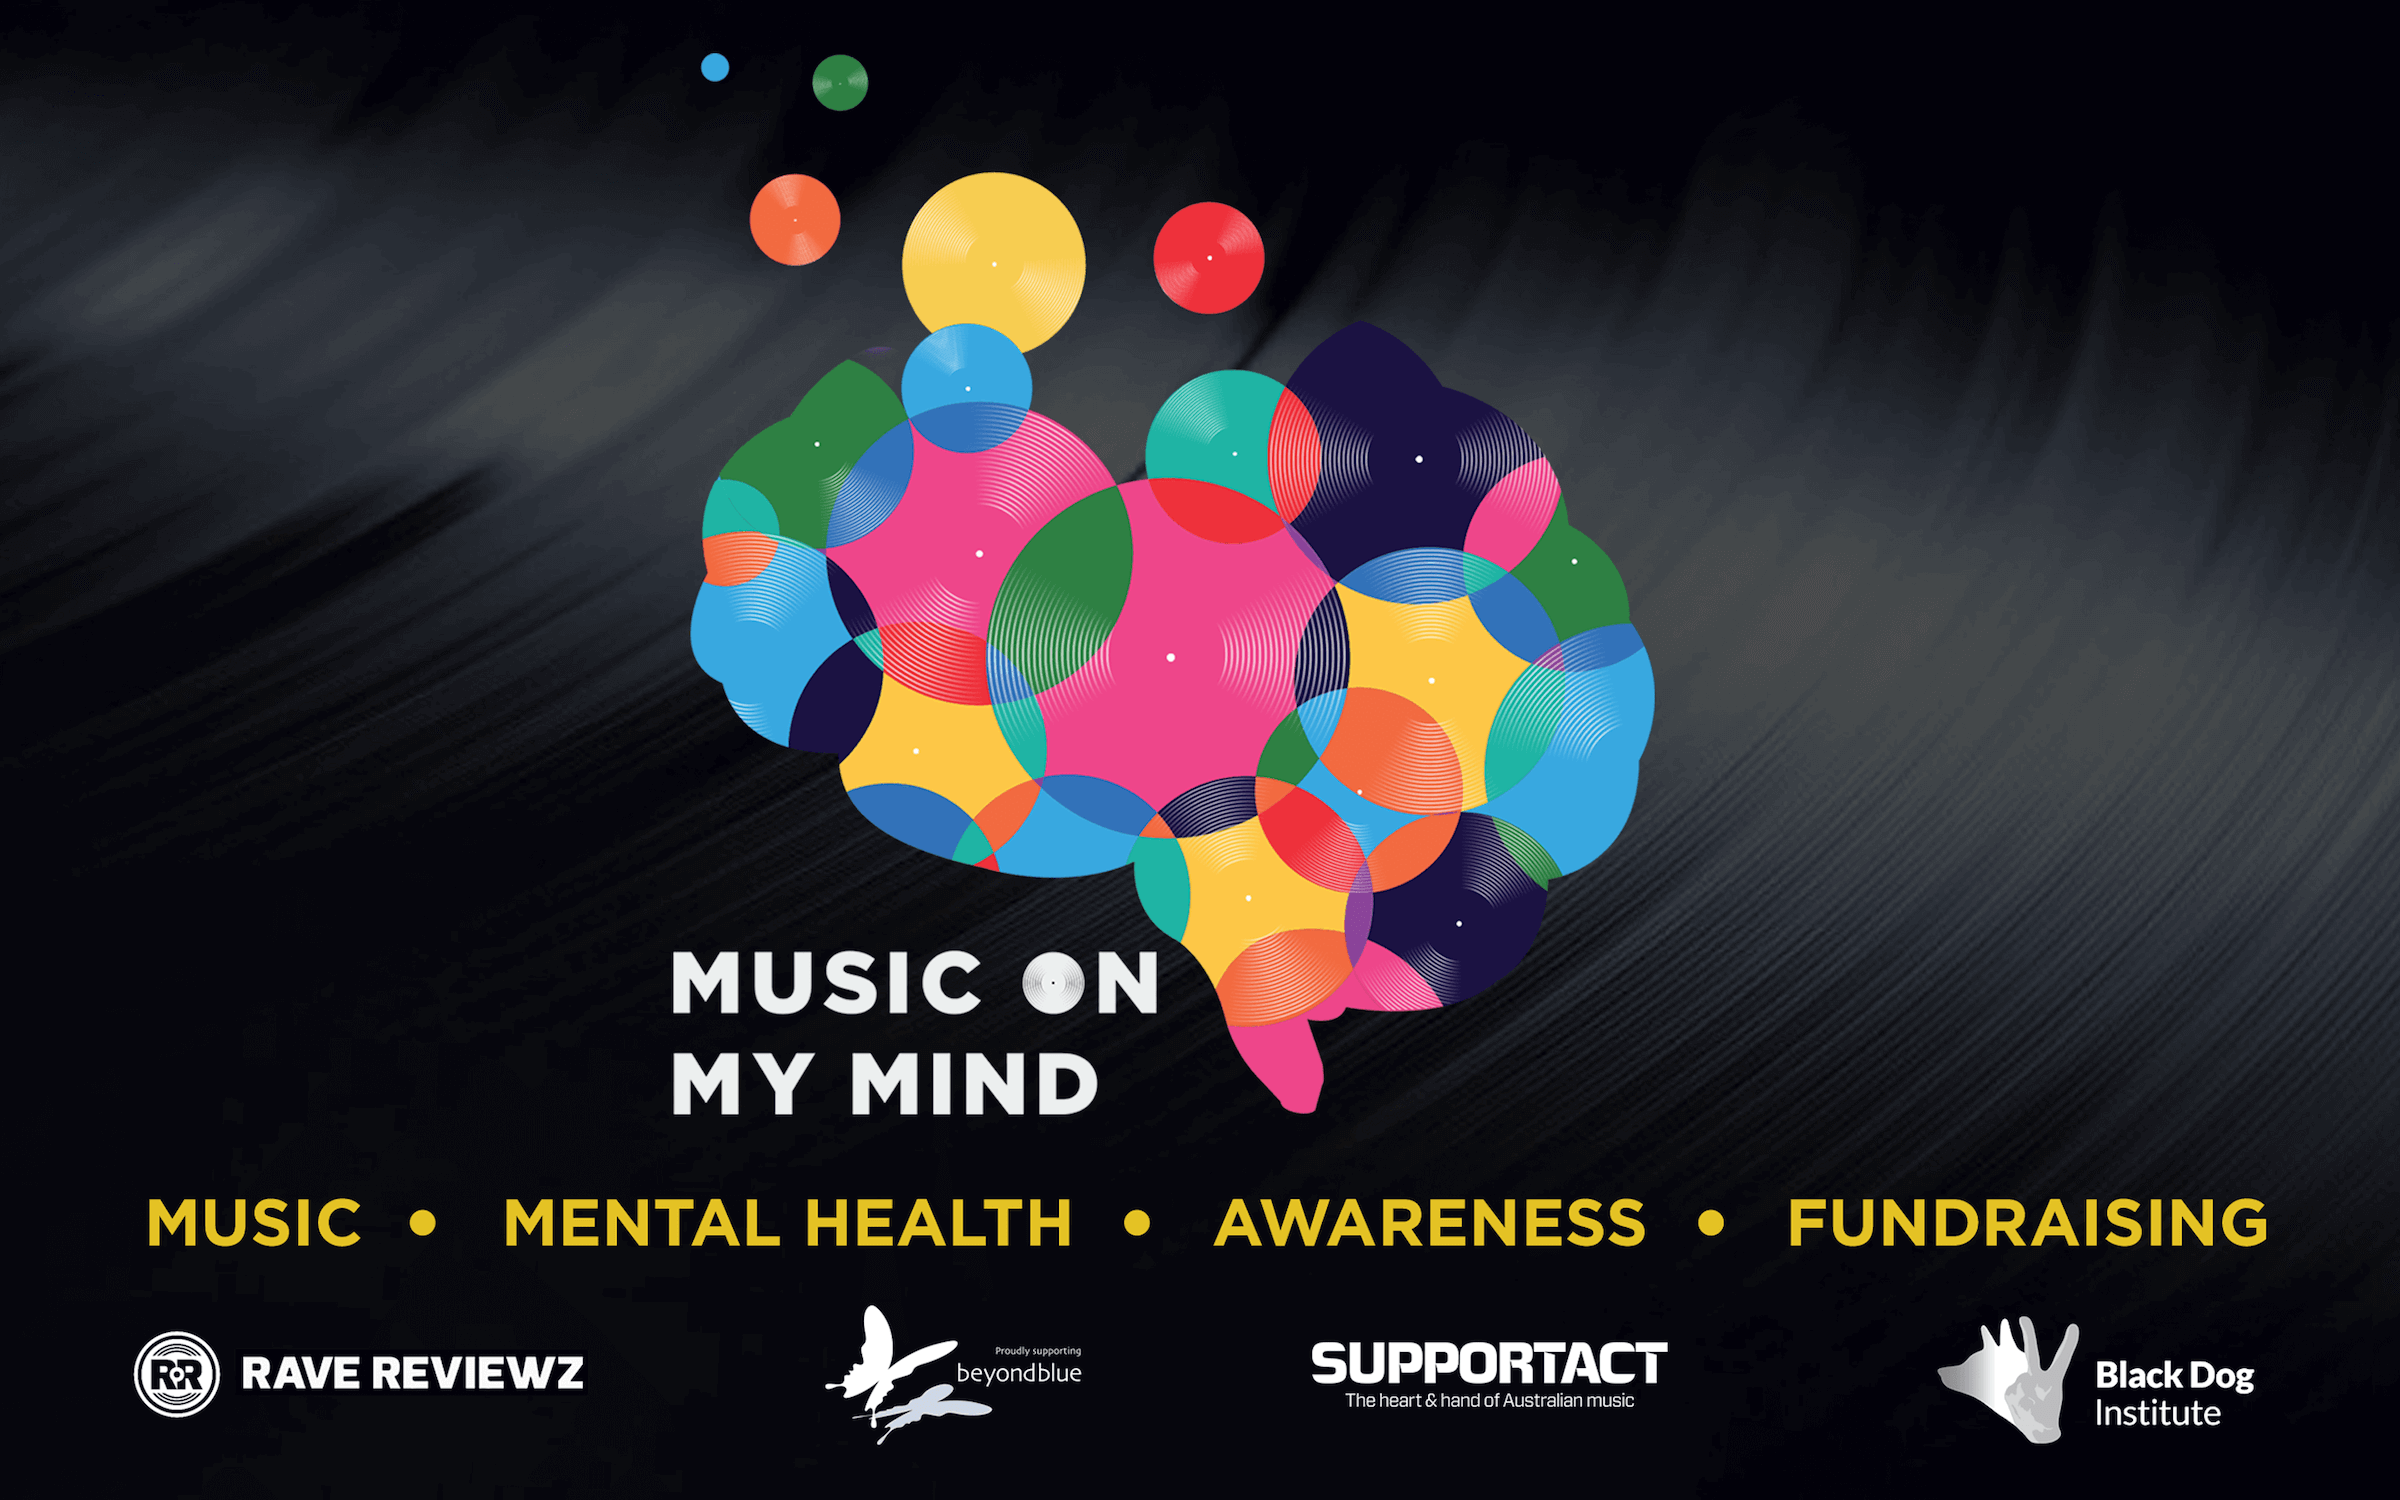 MUSIC ON
MY MIND
MUSIC • MENTAL HEALTH • AWARENESS • FUNDRAISING
RR RAVE REVIEWZ
Proudly supporting
beyondblue
SUPPORTACT
The heart & hand of Australian music
Black Dog
Institute